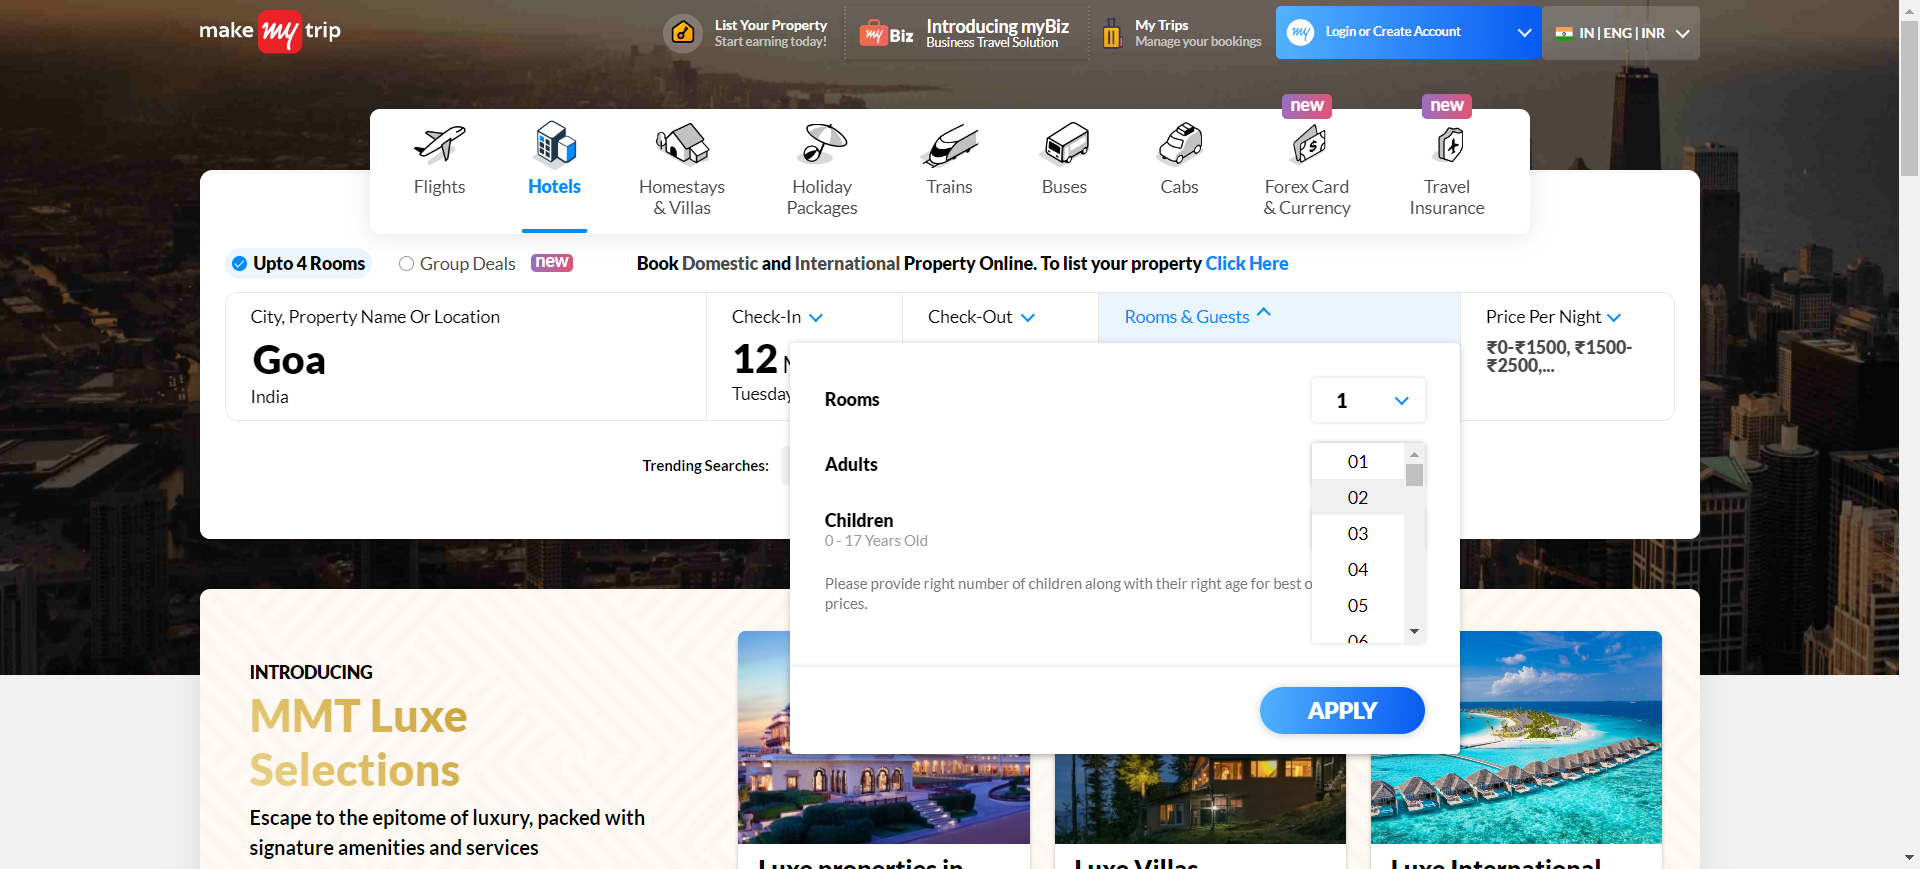 make my trip
List Your Property
Start earning today!
my Biz
Introducing myBiz
Business Travel Solution
My Trips
Manage your bookings
my
Login or Create Account
IN | ENG | INR
new
new
Flights
Hotels
Homestays
& Villas
Holiday
Packages
Trains
Buses
Cabs
Forex Card
& Currency
Travel
Insurance
Upto 4 Rooms
Group Deals
new
Book Domestic and International Property Online. To list your property Click Here
City, Property Name Or Location
Goa
India
Check-In
12
Tuesday
Check-Out
Rooms & Guests
Price Per Night
₹0-₹1500, ₹1500-
₹2500,...
Rooms
1
Adults
01
02
03
04
05
06
Children
0 - 17 Years Old
Please provide right number of children along with their right age for best o
prices.
APPLY
Trending Searches:
INTRODUCING
MMT Luxe
Selections
Escape to the epitome of luxury, packed with
signature amenities and services
Luxe properties in
Luxe Villas
Luxe International